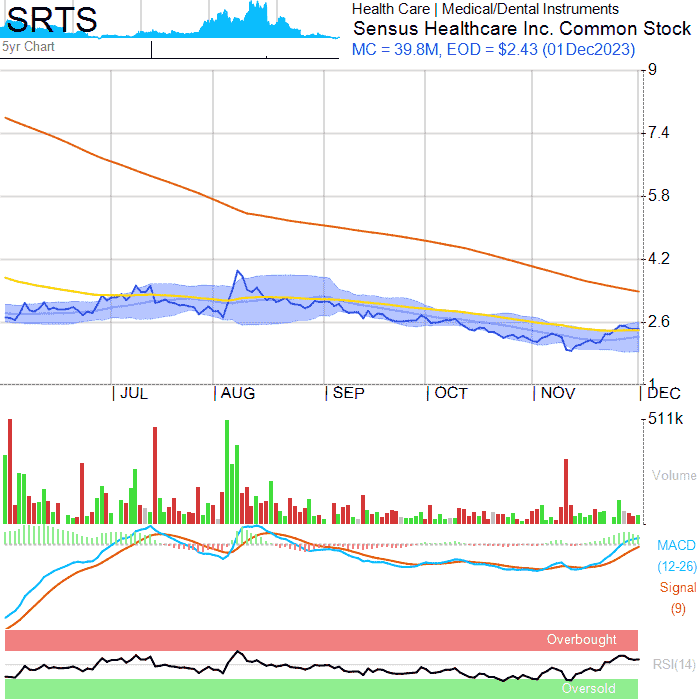 SRTS
5yr Chart
Health Care | Medical/Dental Instruments
Sensus Healthcare Inc. Common Stock
MC = 39.8M, EOD = $2.43 (01Dec2023)
9
7.4
5.8
4.2
2.6
1
JUL
AUG
SEP
OCT
NOV
DEC
511k
Volume
MACD
(12-26)
Signal
(9)
Overbought
RSI(14)
Oversold